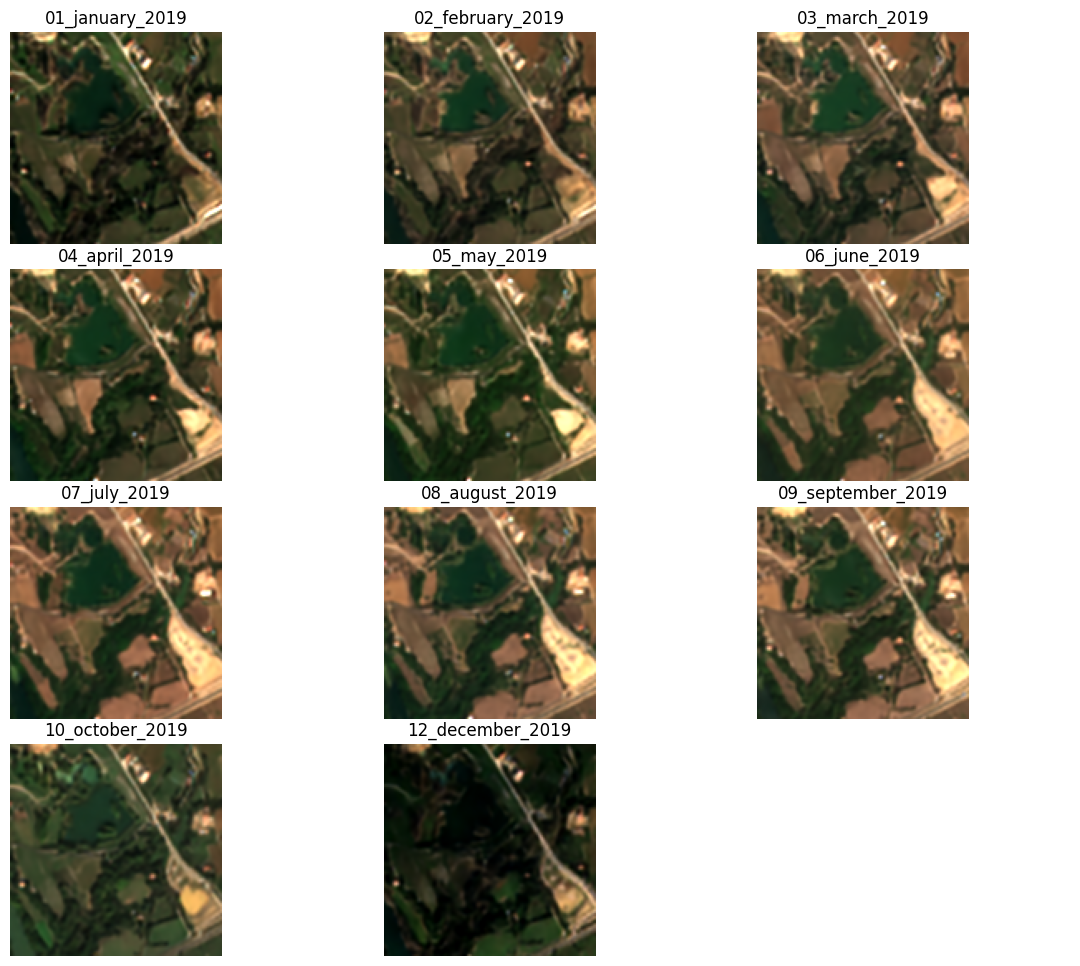 01_january_2019
02_february_2019
03_march_2019
04_april_2019
05_may_2019
06_june_2019
07_july_2019
08_august_2019
09_september_2019
10_october_2019
12_december_2019